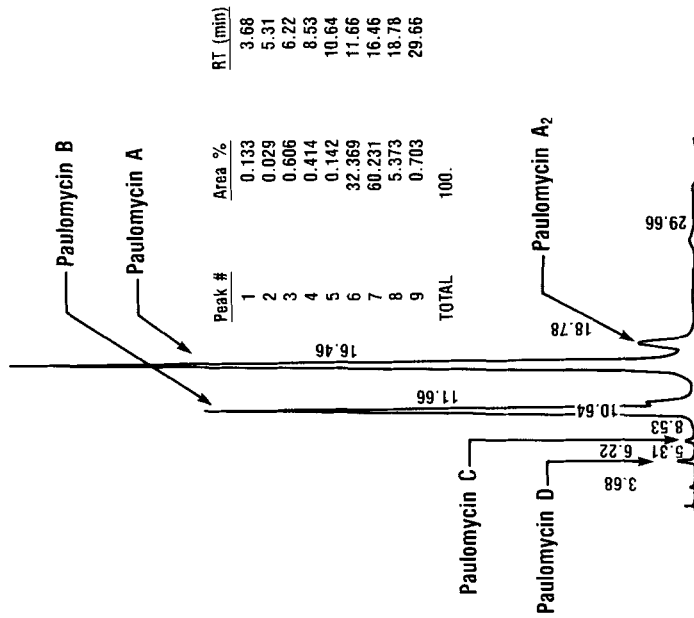 Paulomycin B
Paulomycin A
Peak # Area % RT (min)
1 0.133 3.68
2 0.029 5.31
3 0.606 6.22
4 0.414 8.53
5 0.142 10.64
6 32.369 11.66
7 60.231 16.46
8 5.373 18.78
9 0.703 29.66
TOTAL 100.
Paulomycin C
Paulomycin D
Paulomycin A₂
3.68
5.31
6.22
8.53
10.64
11.66
16.46
18.78
29.66